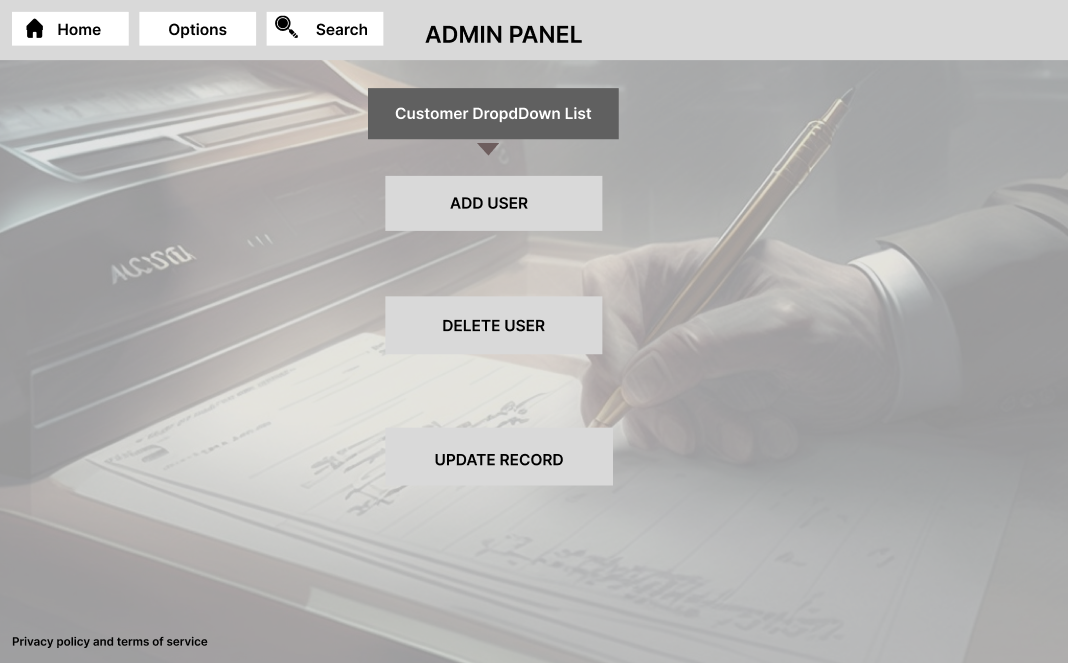 Home
Options
Search
ADMIN PANEL
Customer DropdDown List
ADD USER
DELETE USER
UPDATE RECORD
Privacy policy and terms of service